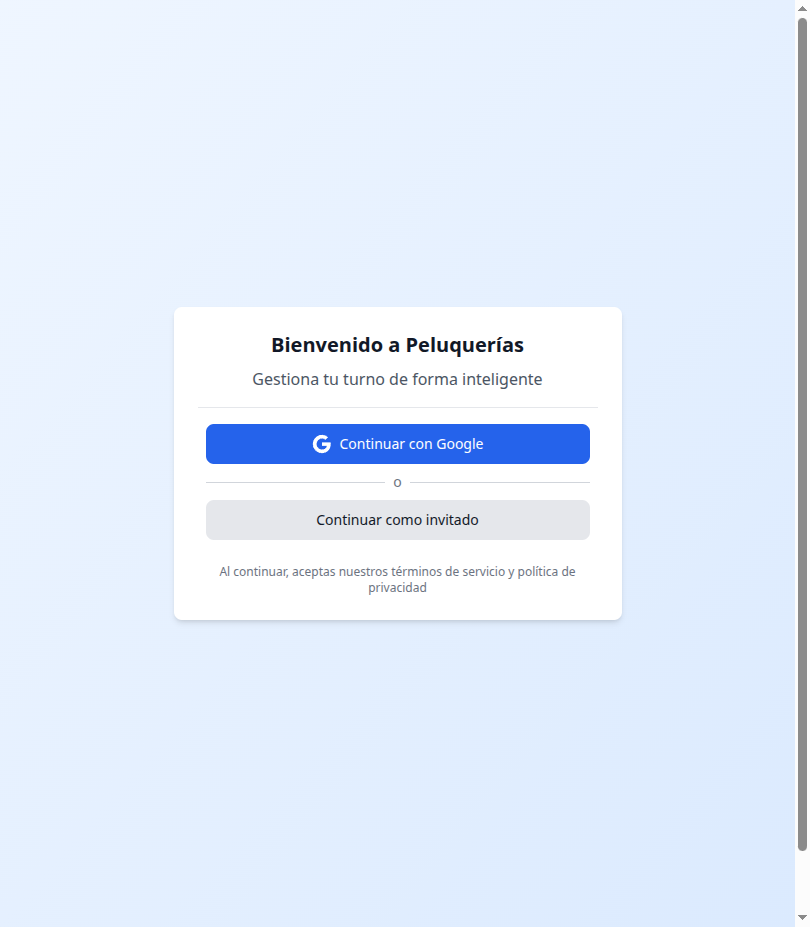 Bienvenido a Peluquerías
Gestiona tu turno de forma inteligente
Continuar con Google
o
Continuar como invitado
Al continuar, aceptas nuestros términos de servicio y política de
privacidad